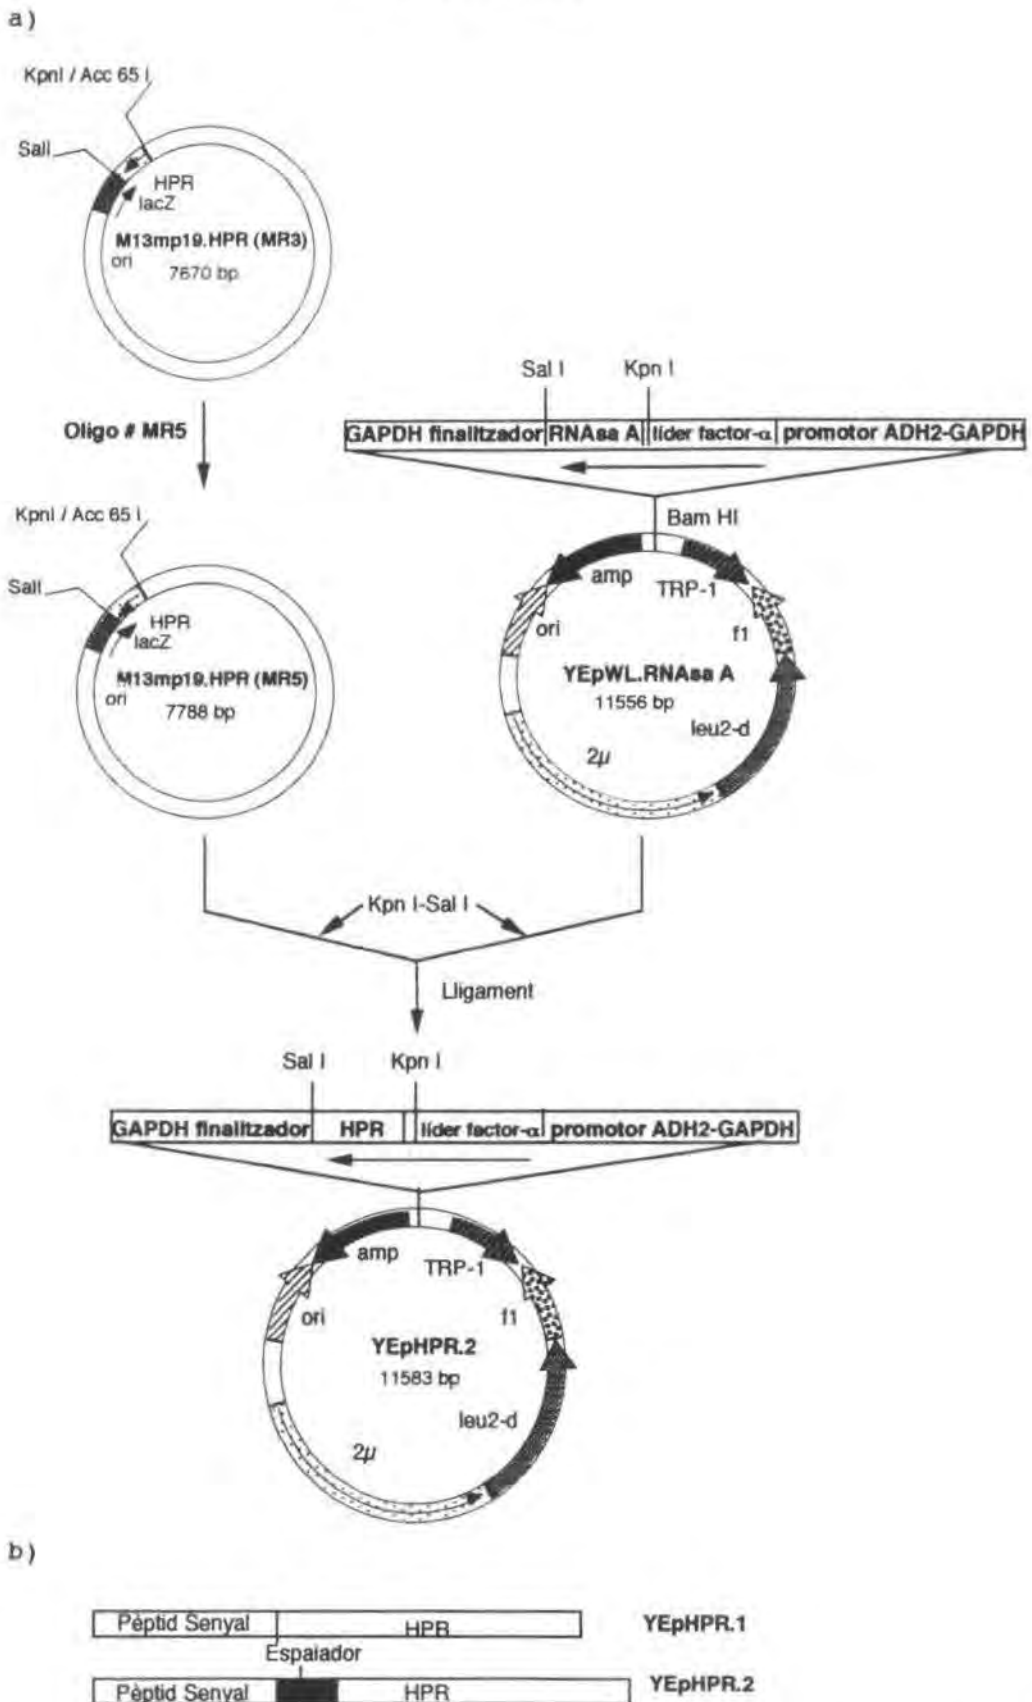 a)
KpnI / Acc 65 I
SalI
HPR
lacZ
M13mp19.HPR (MR3)
ori
7670 bp
Sal I Kpn I
Oligo # MR5
GAPDH finalitzador RNAsa A líder factor-α promotor ADH2-GAPDH
KpnI / Acc 65 I
Bam HI
SalI
amp
TRP-1
HPR
lacZ
ori
f1
M13mp19.HPR (MR5)
ori
7788 bp
YEpWL.RNAsa A
11556 bp
leu2-d
2µ
Kpn I-Sal I
Lligament
Sal I Kpn I
GAPDH finalitzador HPR líder factor-α promotor ADH2-GAPDH
amp
TRP-1
ori
f1
YEpHPR.2
11583 bp
leu2-d
2µ
b)
Pèptid Senyal HPR YEpHPR.1
Espaiador
Pèptid Senyal HPR YEpHPR.2